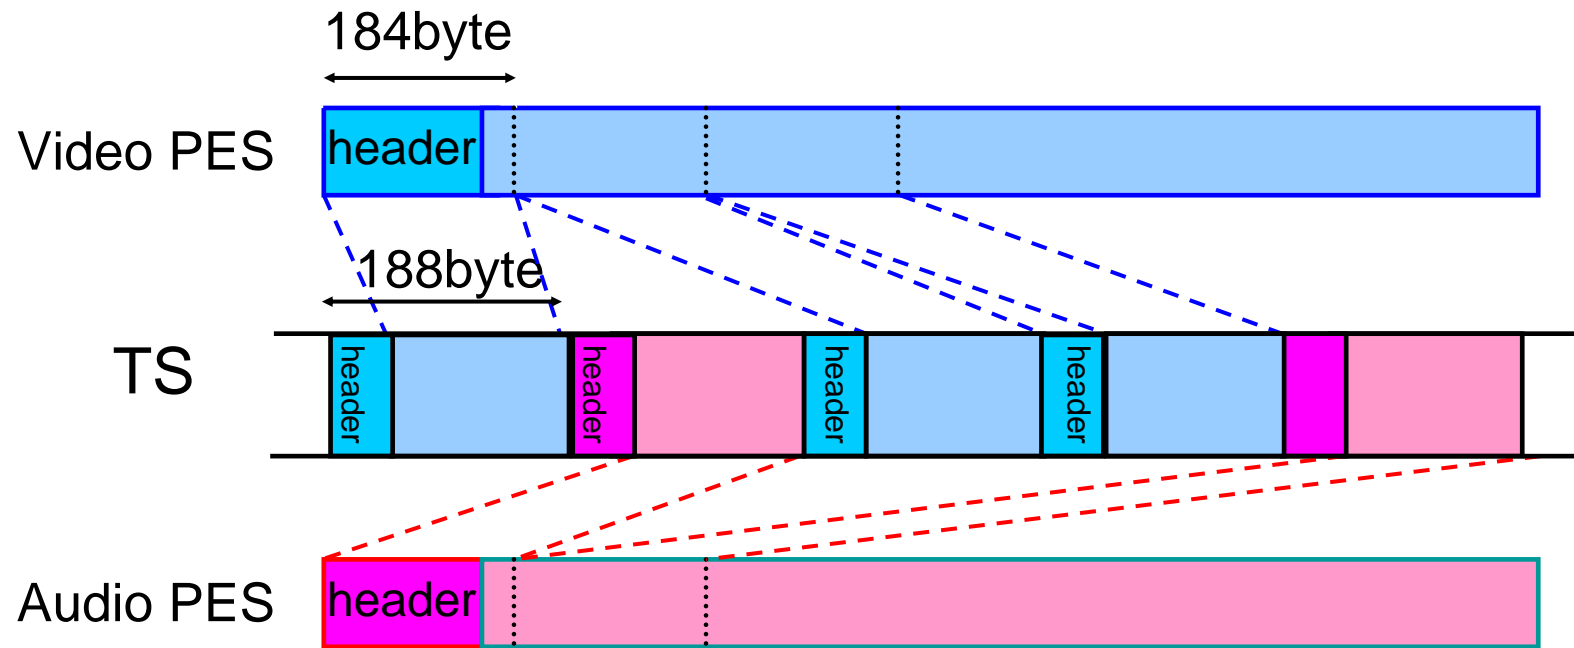 184byte
Video PES
header
188byte
TS
header
header
header
header
Audio PES
header